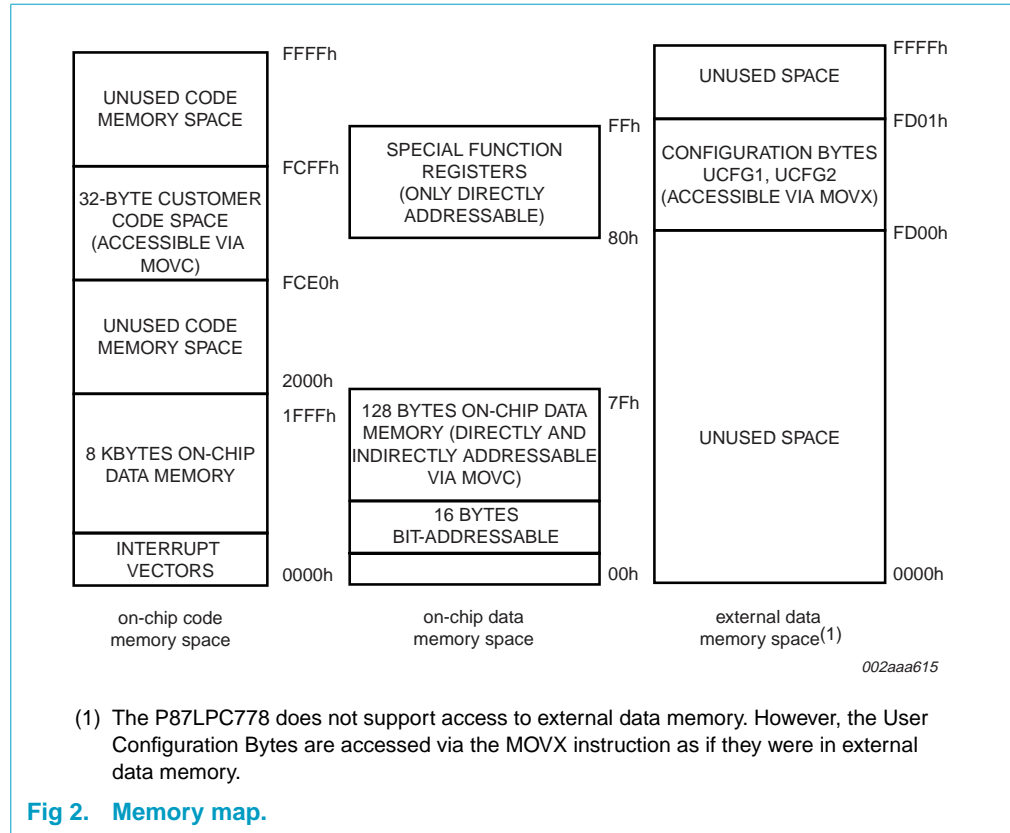 FFFFh
UNUSED CODE
MEMORY SPACE
FCFFh
32-BYTE CUSTOMER
CODE SPACE
(ACCESSIBLE VIA
MOVC)
FCE0h
UNUSED CODE
MEMORY SPACE
2000h
1FFFh
8 KBYTES ON-CHIP
DATA MEMORY
INTERRUPT
VECTORS
0000h
on-chip code
memory space
FFh
SPECIAL FUNCTION
REGISTERS
(ONLY DIRECTLY
ADDRESSABLE)
80h
7Fh
128 BYTES ON-CHIP DATA
MEMORY (DIRECTLY AND
INDIRECTLY ADDRESSABLE
VIA MOVC)
16 BYTES
BIT-ADDRESSABLE
00h
on-chip data
memory space
FFFFh
UNUSED SPACE
FD01h
CONFIGURATION BYTES
UCFG1, UCFG2
(ACCESSIBLE VIA MOVX)
FD00h
UNUSED SPACE
0000h
external data
memory space(1)
002aaa615
(1) The P87LPC778 does not support access to external data memory. However, the User
Configuration Bytes are accessed via the MOVX instruction as if they were in external
data memory.
Fig 2. Memory map.